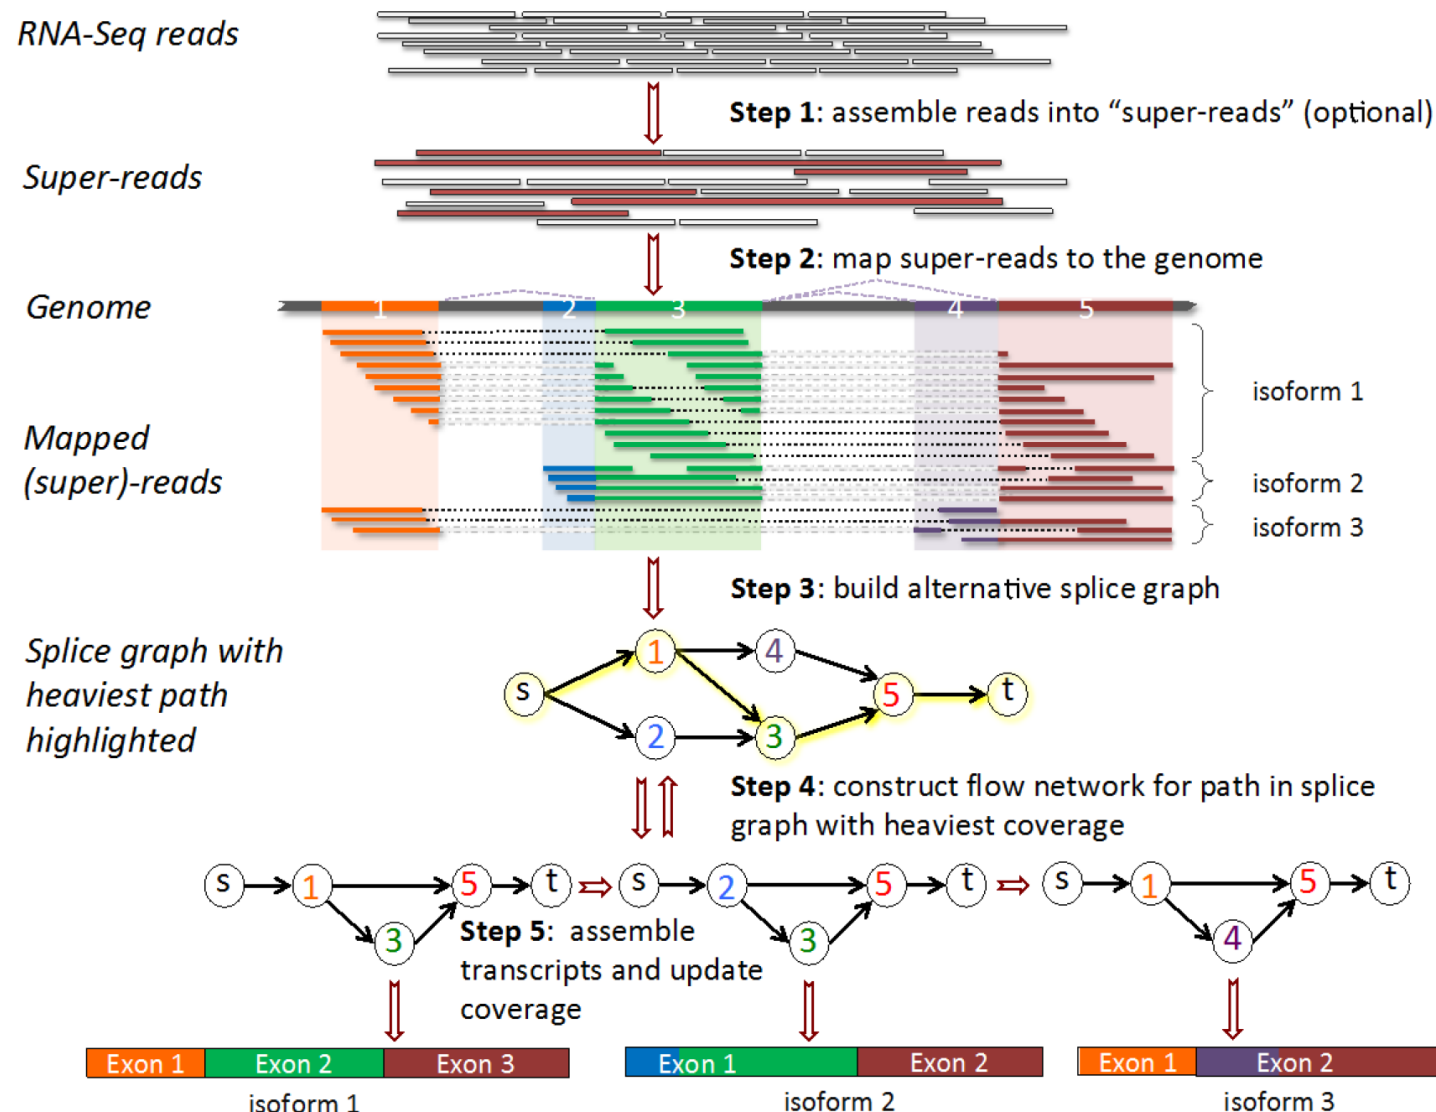 RNA-Seq reads
Step 1: assemble reads into “super-reads” (optional)
Super-reads
Step 2: map super-reads to the genome
Genome
1 2 3 4 5
isoform 1
Mapped
(super)-reads
isoform 2
isoform 3
Step 3: build alternative splice graph
Splice graph with
heaviest path
highlighted
1 4
s 5 t
2 3
Step 4: construct flow network for path in splice
graph with heaviest coverage
s 1 5 t s 2 5 t s 1 5 t
3 3 4
Step 5: assemble
transcripts and update
coverage
Exon 1 Exon 2 Exon 3 Exon 1 Exon 2 Exon 1 Exon 2
isoform 1 isoform 2 isoform 3